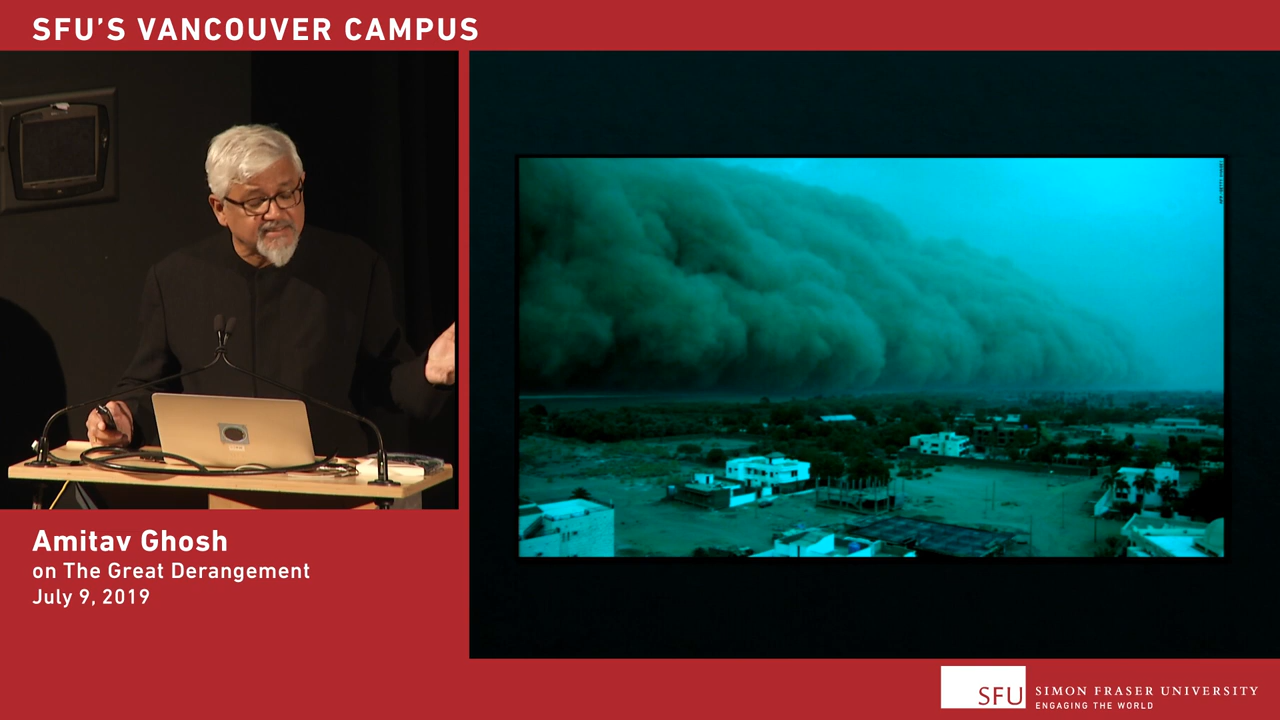 SFU'S VANCOUVER CAMPUS
Amitav Ghosh
on The Great Derangement
July 9, 2019
SFU
SIMON FRASER UNIVERSITY
ENGAGING THE WORLD